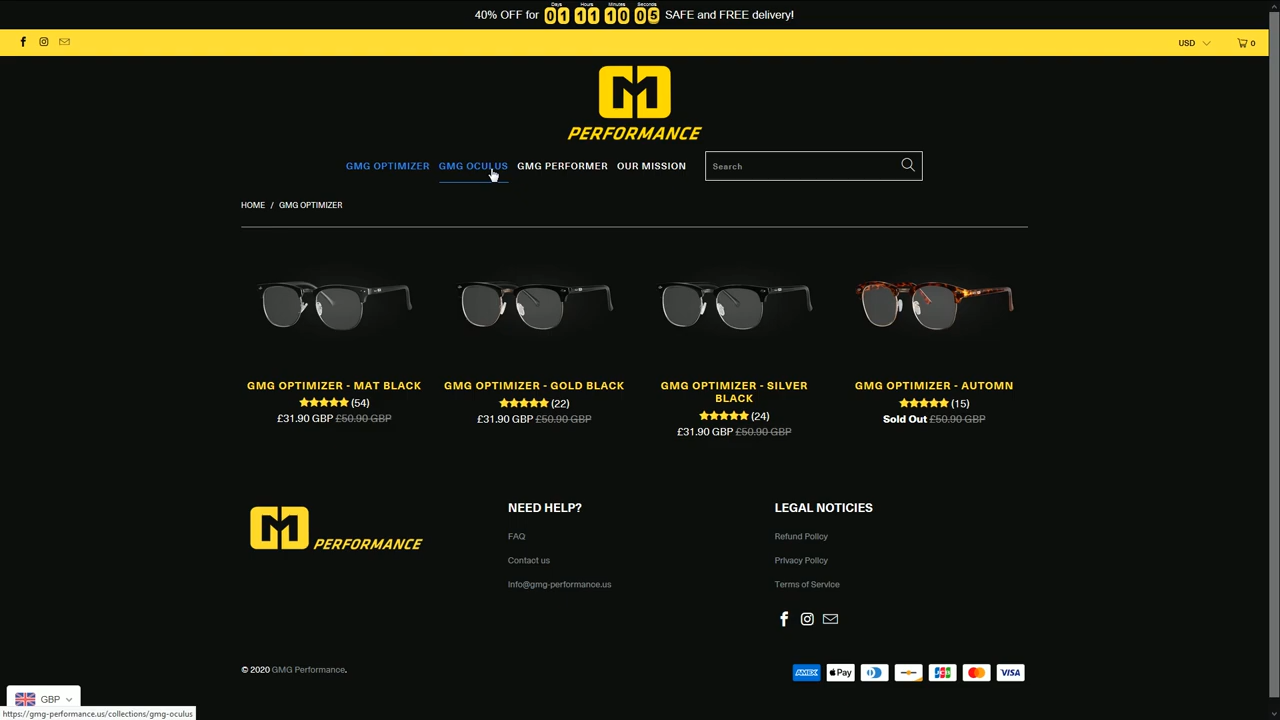 Days Hours Minutes Seconds
40% OFF for 01 11 10 05 SAFE and FREE delivery!
USD 0
PERFORMANCE
GMG OPTIMIZER GMG OCULUS GMG PERFORMER OUR MISSION Search
HOME / GMG OPTIMIZER
GMG OPTIMIZER - MAT BLACK
(54)
£31.90 GBP £50.90 GBP
GMG OPTIMIZER - GOLD BLACK
(22)
£31.90 GBP £50.90 GBP
GMG OPTIMIZER - SILVER
BLACK
(24)
£31.90 GBP £50.90 GBP
GMG OPTIMIZER - AUTOMN
(15)
Sold Out £50.90 GBP
PERFORMANCE
NEED HELP?
FAQ
Contact us
Info@gmg-performance.us
LEGAL NOTICIES
Refund Policy
Privacy Policy
Terms of Service
© 2020 GMG Performance.
AMEX Pay JCB VISA
GBP
https://gmg-performance.us/collections/gmg-oculus